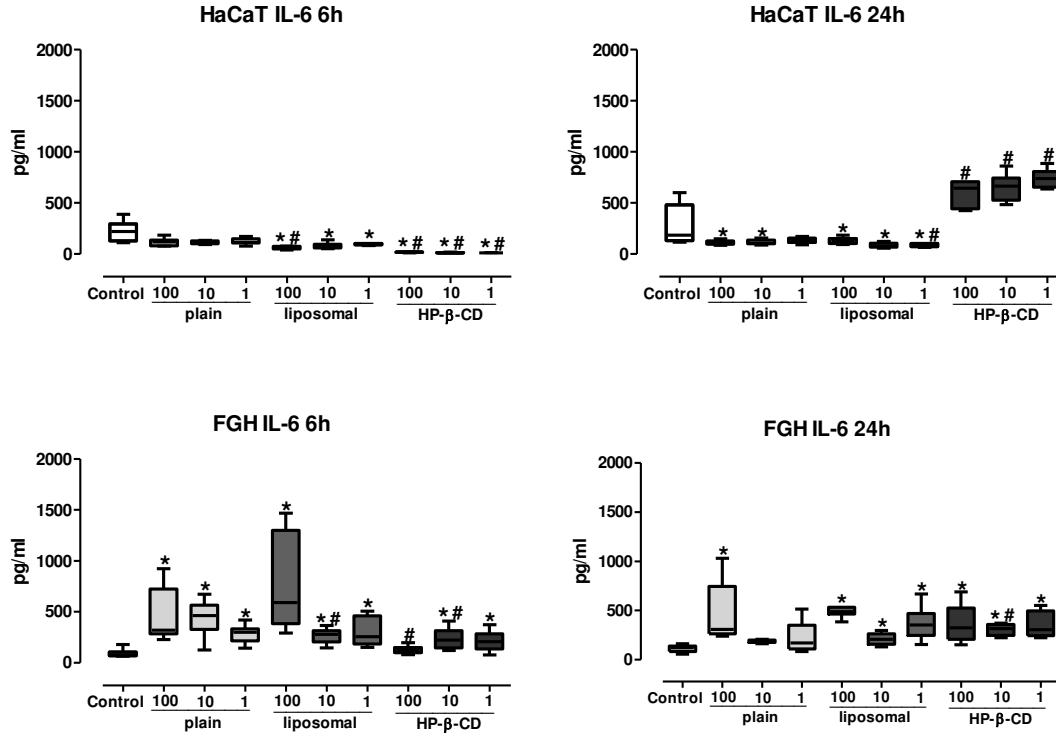 HaCaT IL-6 6h
2000
1500
1000
500
0
pg/ml
* # * * * # * # * #
Control 100 10 1 100 10 1 100 10 1
plain liposomal HP-β-CD
HaCaT IL-6 24h
2000
1500
1000
500
0
pg/ml
* * * * * # # # #
Control 100 10 1 100 10 1 100 10 1
plain liposomal HP-β-CD
FGH IL-6 6h
2000
1500
1000
500
0
pg/ml
* * * * * # * # * # *
Control 100 10 1 100 10 1 100 10 1
plain liposomal HP-β-CD
FGH IL-6 24h
2000
1500
1000
500
0
pg/ml
* * * * * * # *
Control 100 10 1 100 10 1 100 10 1
plain liposomal HP-β-CD